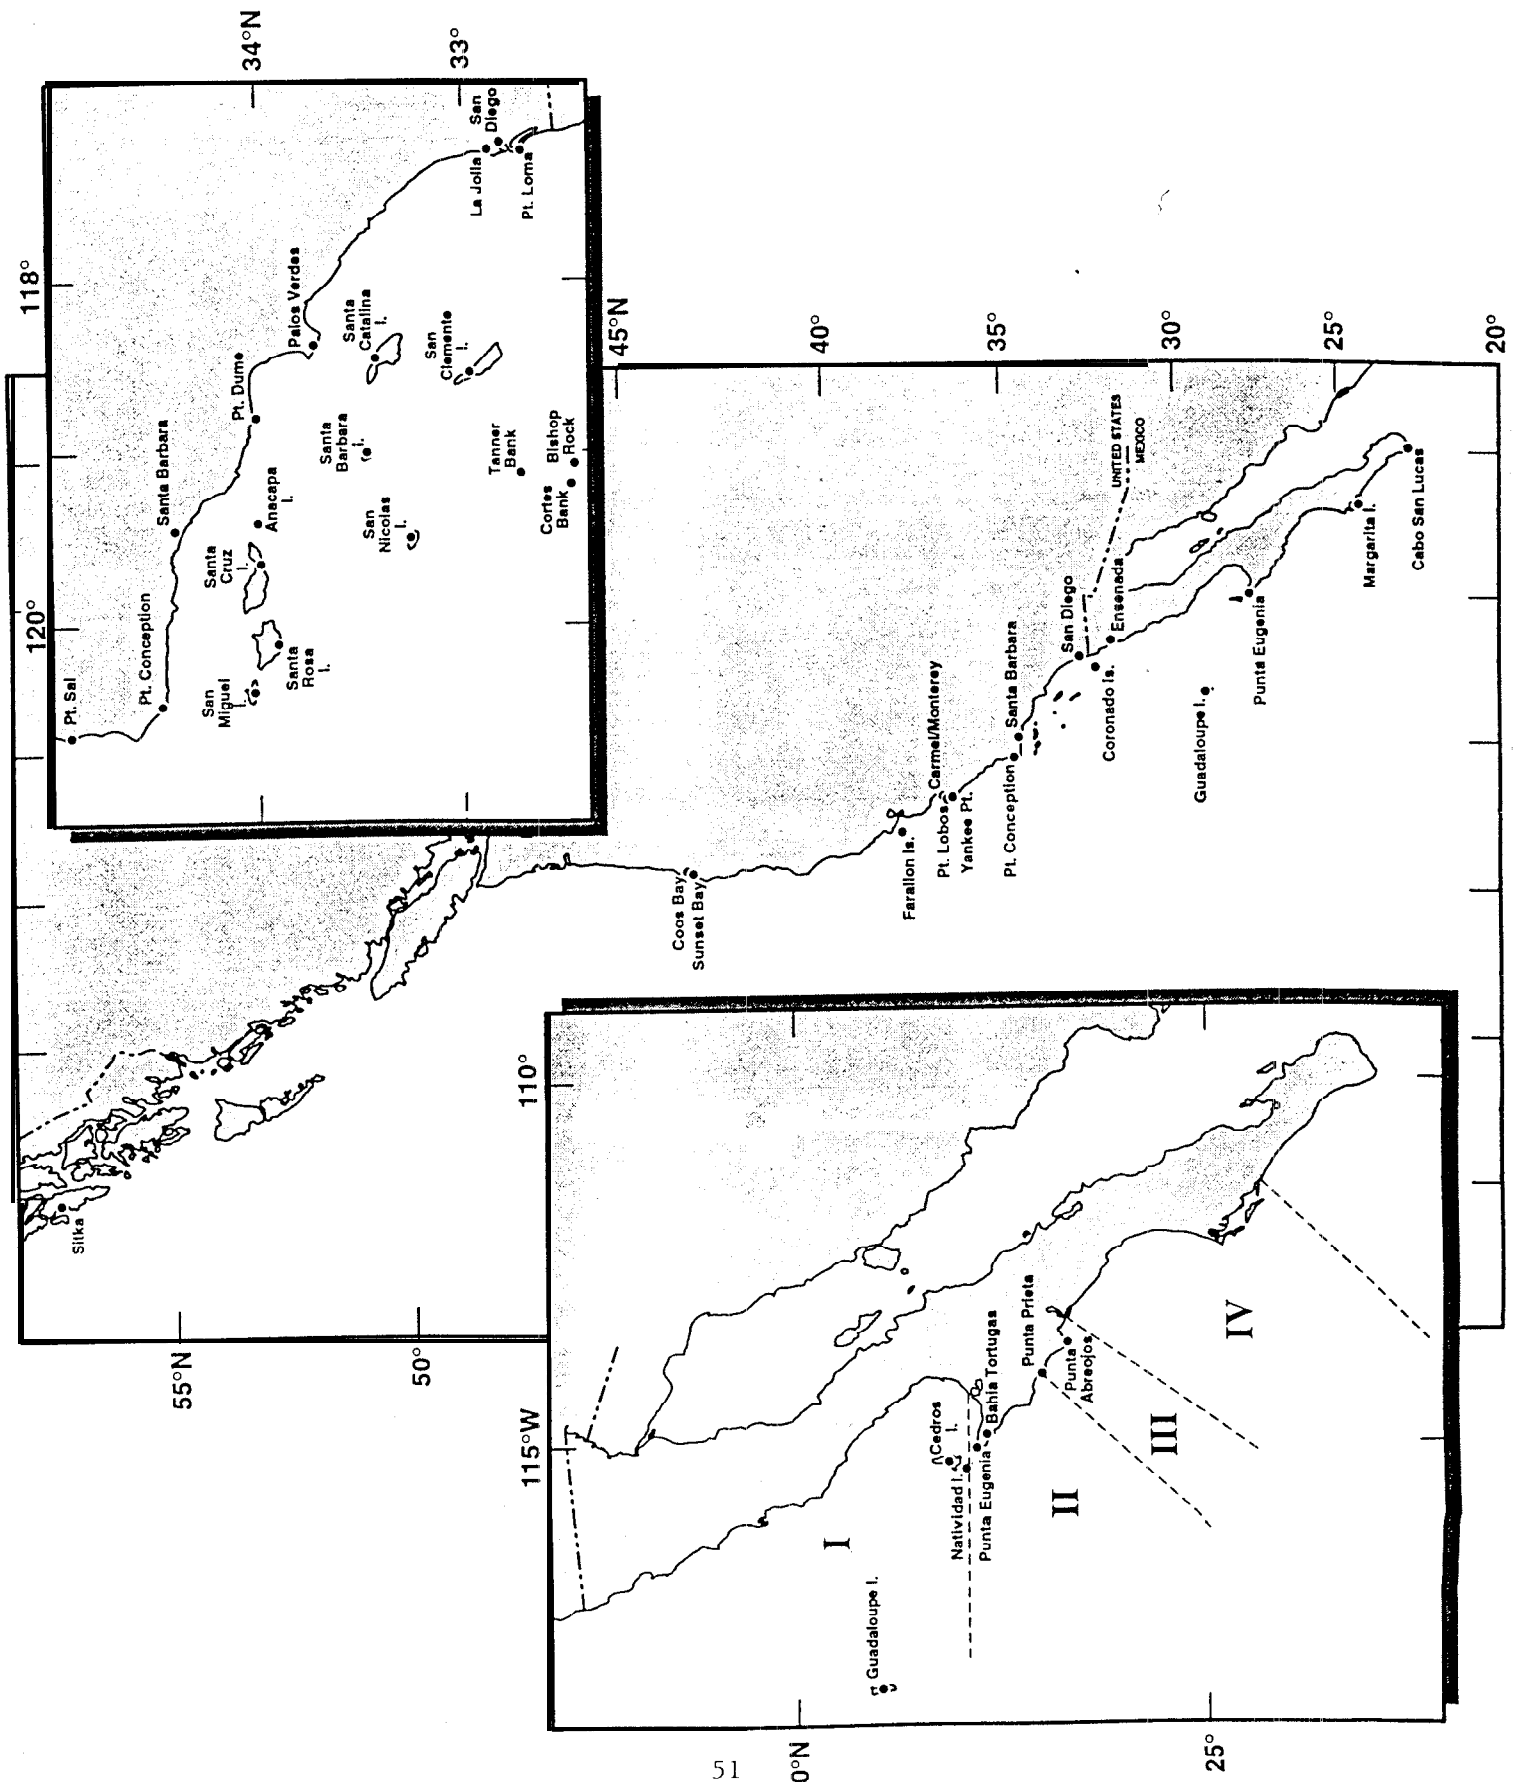 34°N
33°
118°
120°
Pt. Sal
Pt. Conception
Santa Barbara
Pt. Dume
Palos Verdes
La Jolla
San
Diego
Pt. Loma
San
Miguel
I.
Santa
Rosa
I.
Santa
Cruz
I.
Anacapa
I.
Santa
Barbara
I.
Santa
Catalina
I.
San
Clemente
I.
San
Nicolas
I.
Tanner
Bank
Cortes
Bank
Bishop
Rock
45°N
40°
35°
30°
25°
20°
Sitka
55°N
50°
Coos Bay
Sunset Bay
Farallon Is.
Carmel/Monterey
Pt. Lobos
Yankee Pt.
Pt. Conception
Santa Barbara
San Diego
Coronado Is.
Ensenada
UNITED STATES
MEXICO
Guadaloupe I.
Punta Eugenia
Margarita I.
Cabo San Lucas
110°
115°W
0°N
25°
Guadaloupe I.
Cedros
I.
Natividad I.
Punta Eugenia
Bahia Tortugas
Punta Prieta
Punta
Abreojos
I
II
III
IV
51